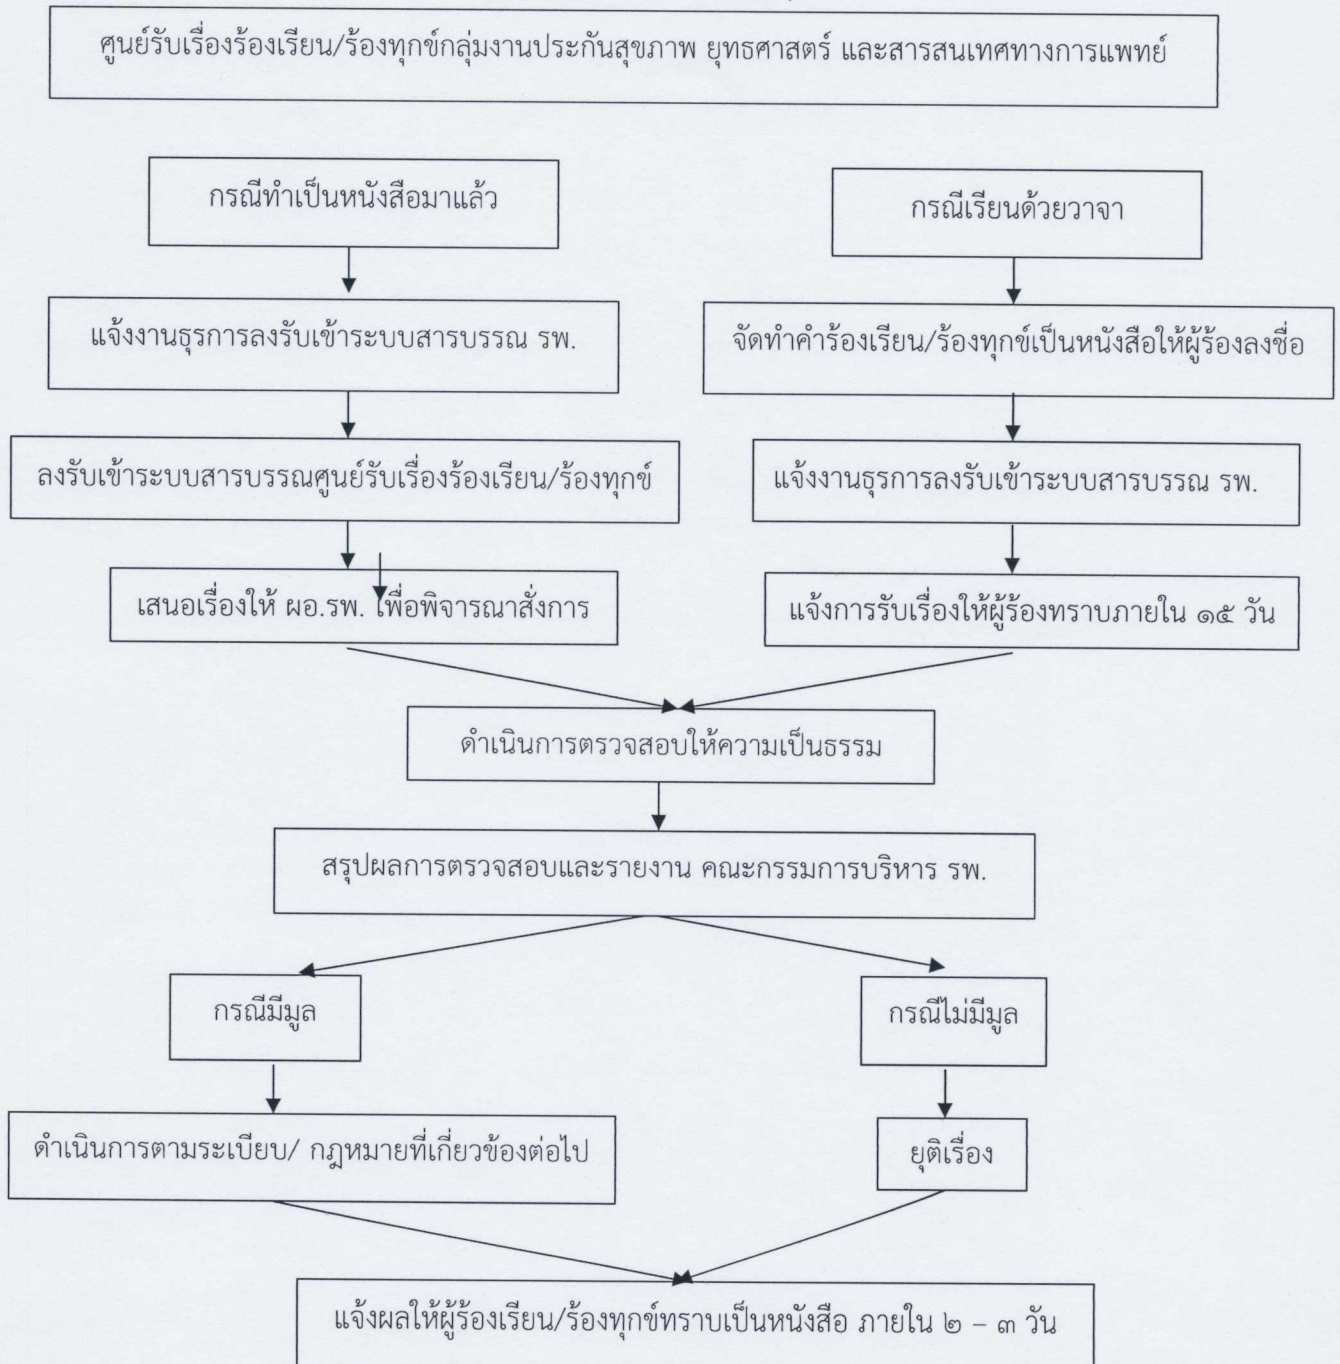 ศูนย์รับเรื่องร้องเรียน/ร้องทุกข์กลุ่มงานประกันสุขภาพ ยุทธศาสตร์ และสารสนเทศทางการแพทย์
กรณีทำเป็นหนังสือมาแล้ว
แจ้งงานธุรการลงรับเข้าระบบสารบรรณ รพ.
ลงรับเข้าระบบสารบรรณศูนย์รับเรื่องร้องเรียน/ร้องทุกข์
เสนอเรื่องให้ ผอ.รพ. เพื่อพิจารณาสั่งการ
กรณีเรียนด้วยวาจา
จัดทำคำร้องเรียน/ร้องทุกข์เป็นหนังสือให้ผู้ร้องลงชื่อ
แจ้งงานธุรการลงรับเข้าระบบสารบรรณ รพ.
แจ้งการรับเรื่องให้ผู้ร้องทราบภายใน ๑๕ วัน
ดำเนินการตรวจสอบให้ความเป็นธรรม
สรุปผลการตรวจสอบและรายงาน คณะกรรมการบริหาร รพ.
กรณีมีมูล
ดำเนินการตามระเบียบ/ กฎหมายที่เกี่ยวข้องต่อไป
กรณีไม่มีมูล
ยุติเรื่อง
แจ้งผลให้ผู้ร้องเรียน/ร้องทุกข์ทราบเป็นหนังสือ ภายใน ๒ – ๓ วัน